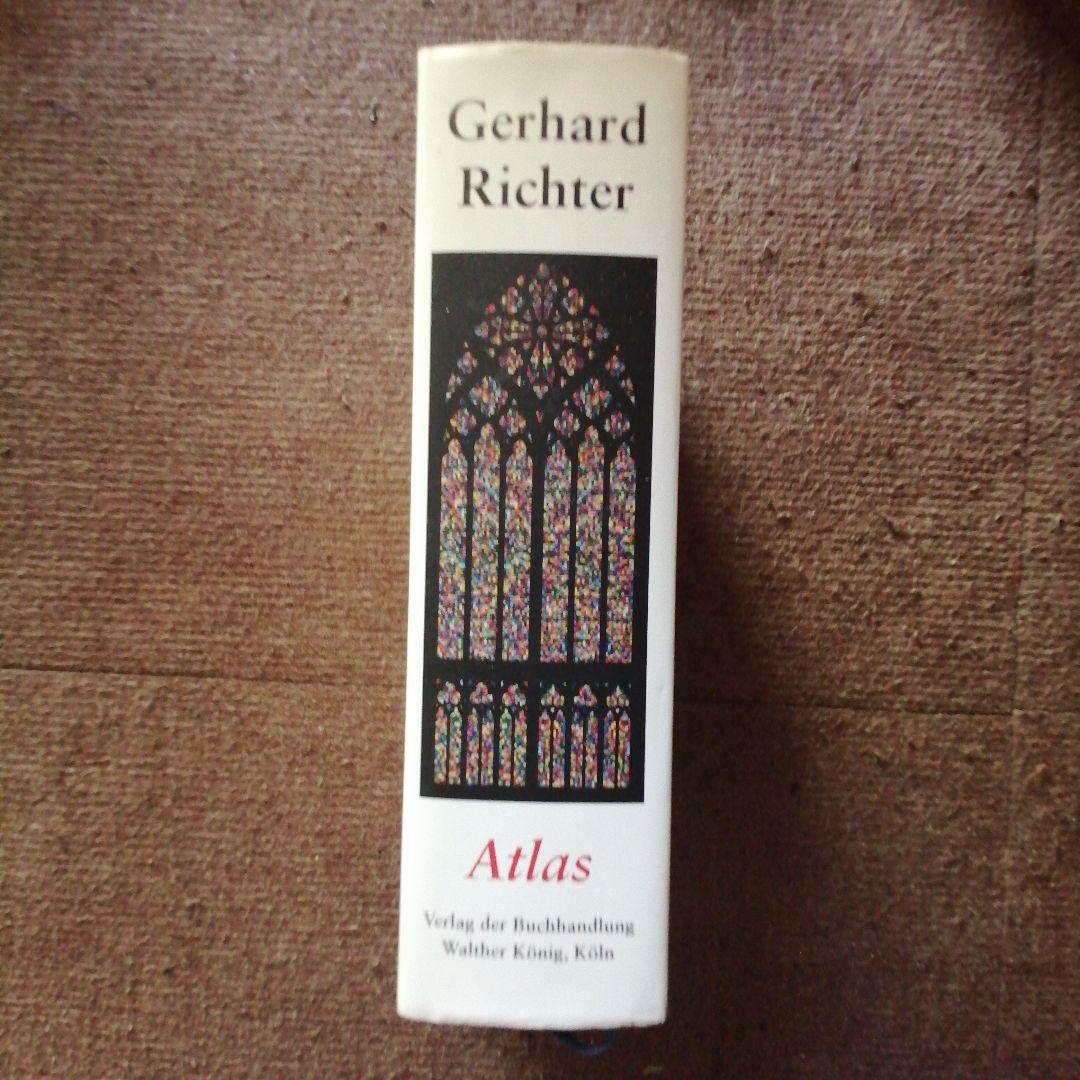 Gerhard
Richter
Atlas
Verlag der Buchhandlung
Walther König, Köln